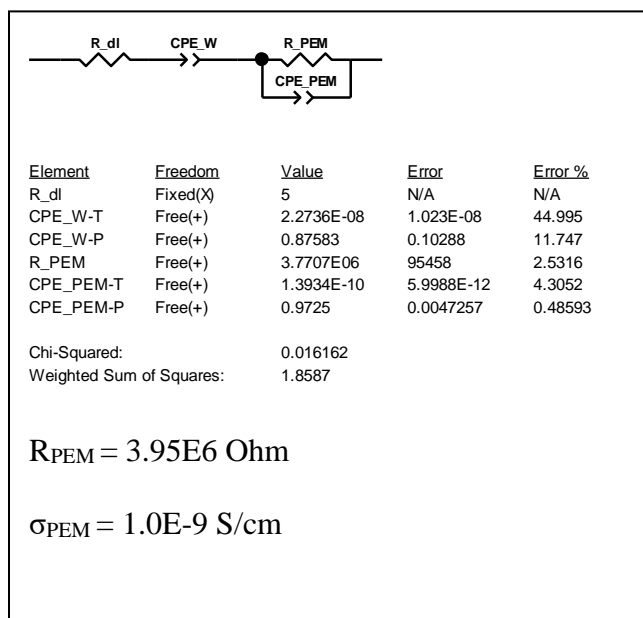 R_dl CPE_W R_PEM
CPE_PEM
Element Freedom Value Error Error %
R_dl Fixed(X) 5 N/A N/A
CPE_W-T Free(+) 2.2736E-08 1.023E-08 44.995
CPE_W-P Free(+) 0.87583 0.10288 11.747
R_PEM Free(+) 3.7707E06 95458 2.5316
CPE_PEM-T Free(+) 1.3934E-10 5.9988E-12 4.3052
CPE_PEM-P Free(+) 0.9725 0.0047257 0.48593
Chi-Squared: 0.016162
Weighted Sum of Squares: 1.8587
RPEM = 3.95E6 Ohm
σPEM = 1.0E-9 S/cm